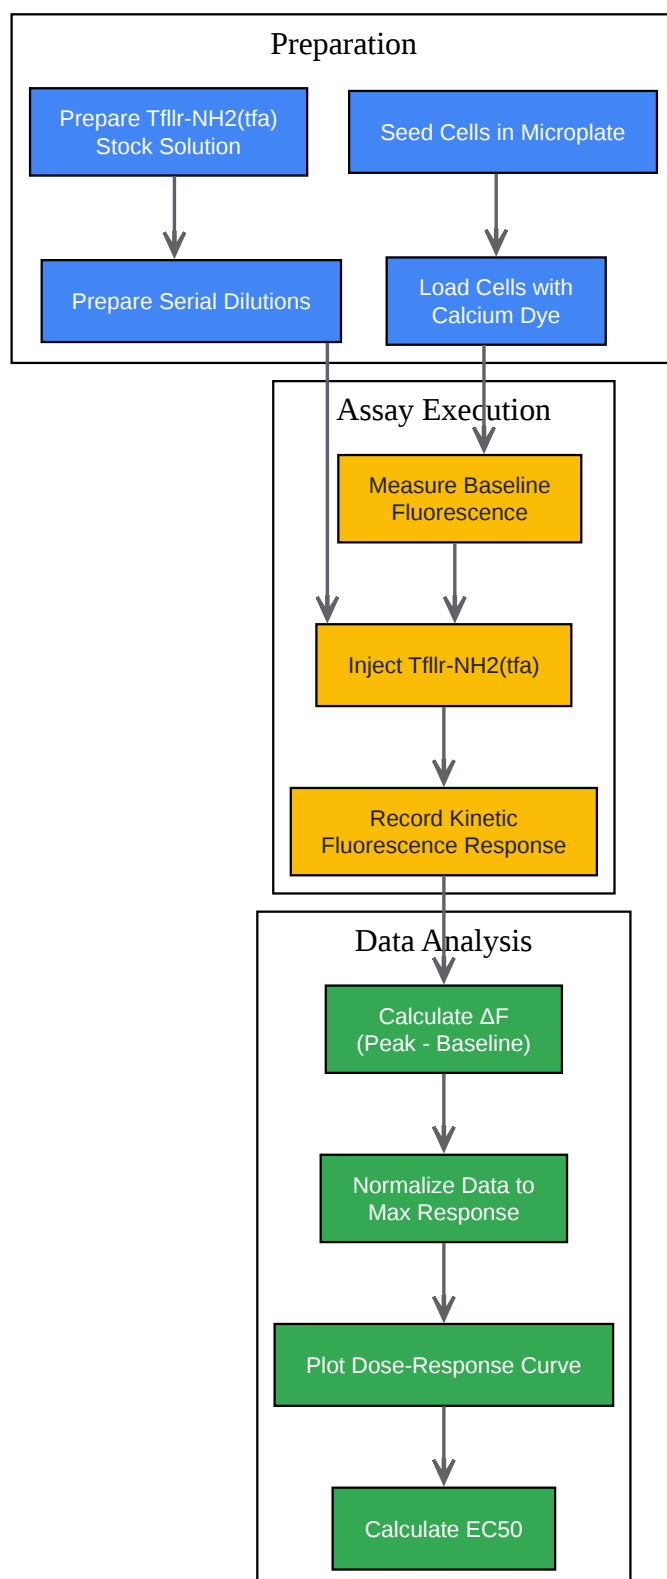 Preparation
Prepare Tfllr-NH2(tfa)
Stock Solution
Seed Cells in Microplate
Prepare Serial Dilutions
Load Cells with
Calcium Dye
Assay Execution
Measure Baseline
Fluorescence
Inject Tfllr-NH2(tfa)
Record Kinetic
Fluorescence Response
Data Analysis
Calculate ΔF
(Peak - Baseline)
Normalize Data to
Max Response
Plot Dose-Response Curve
Calculate EC50